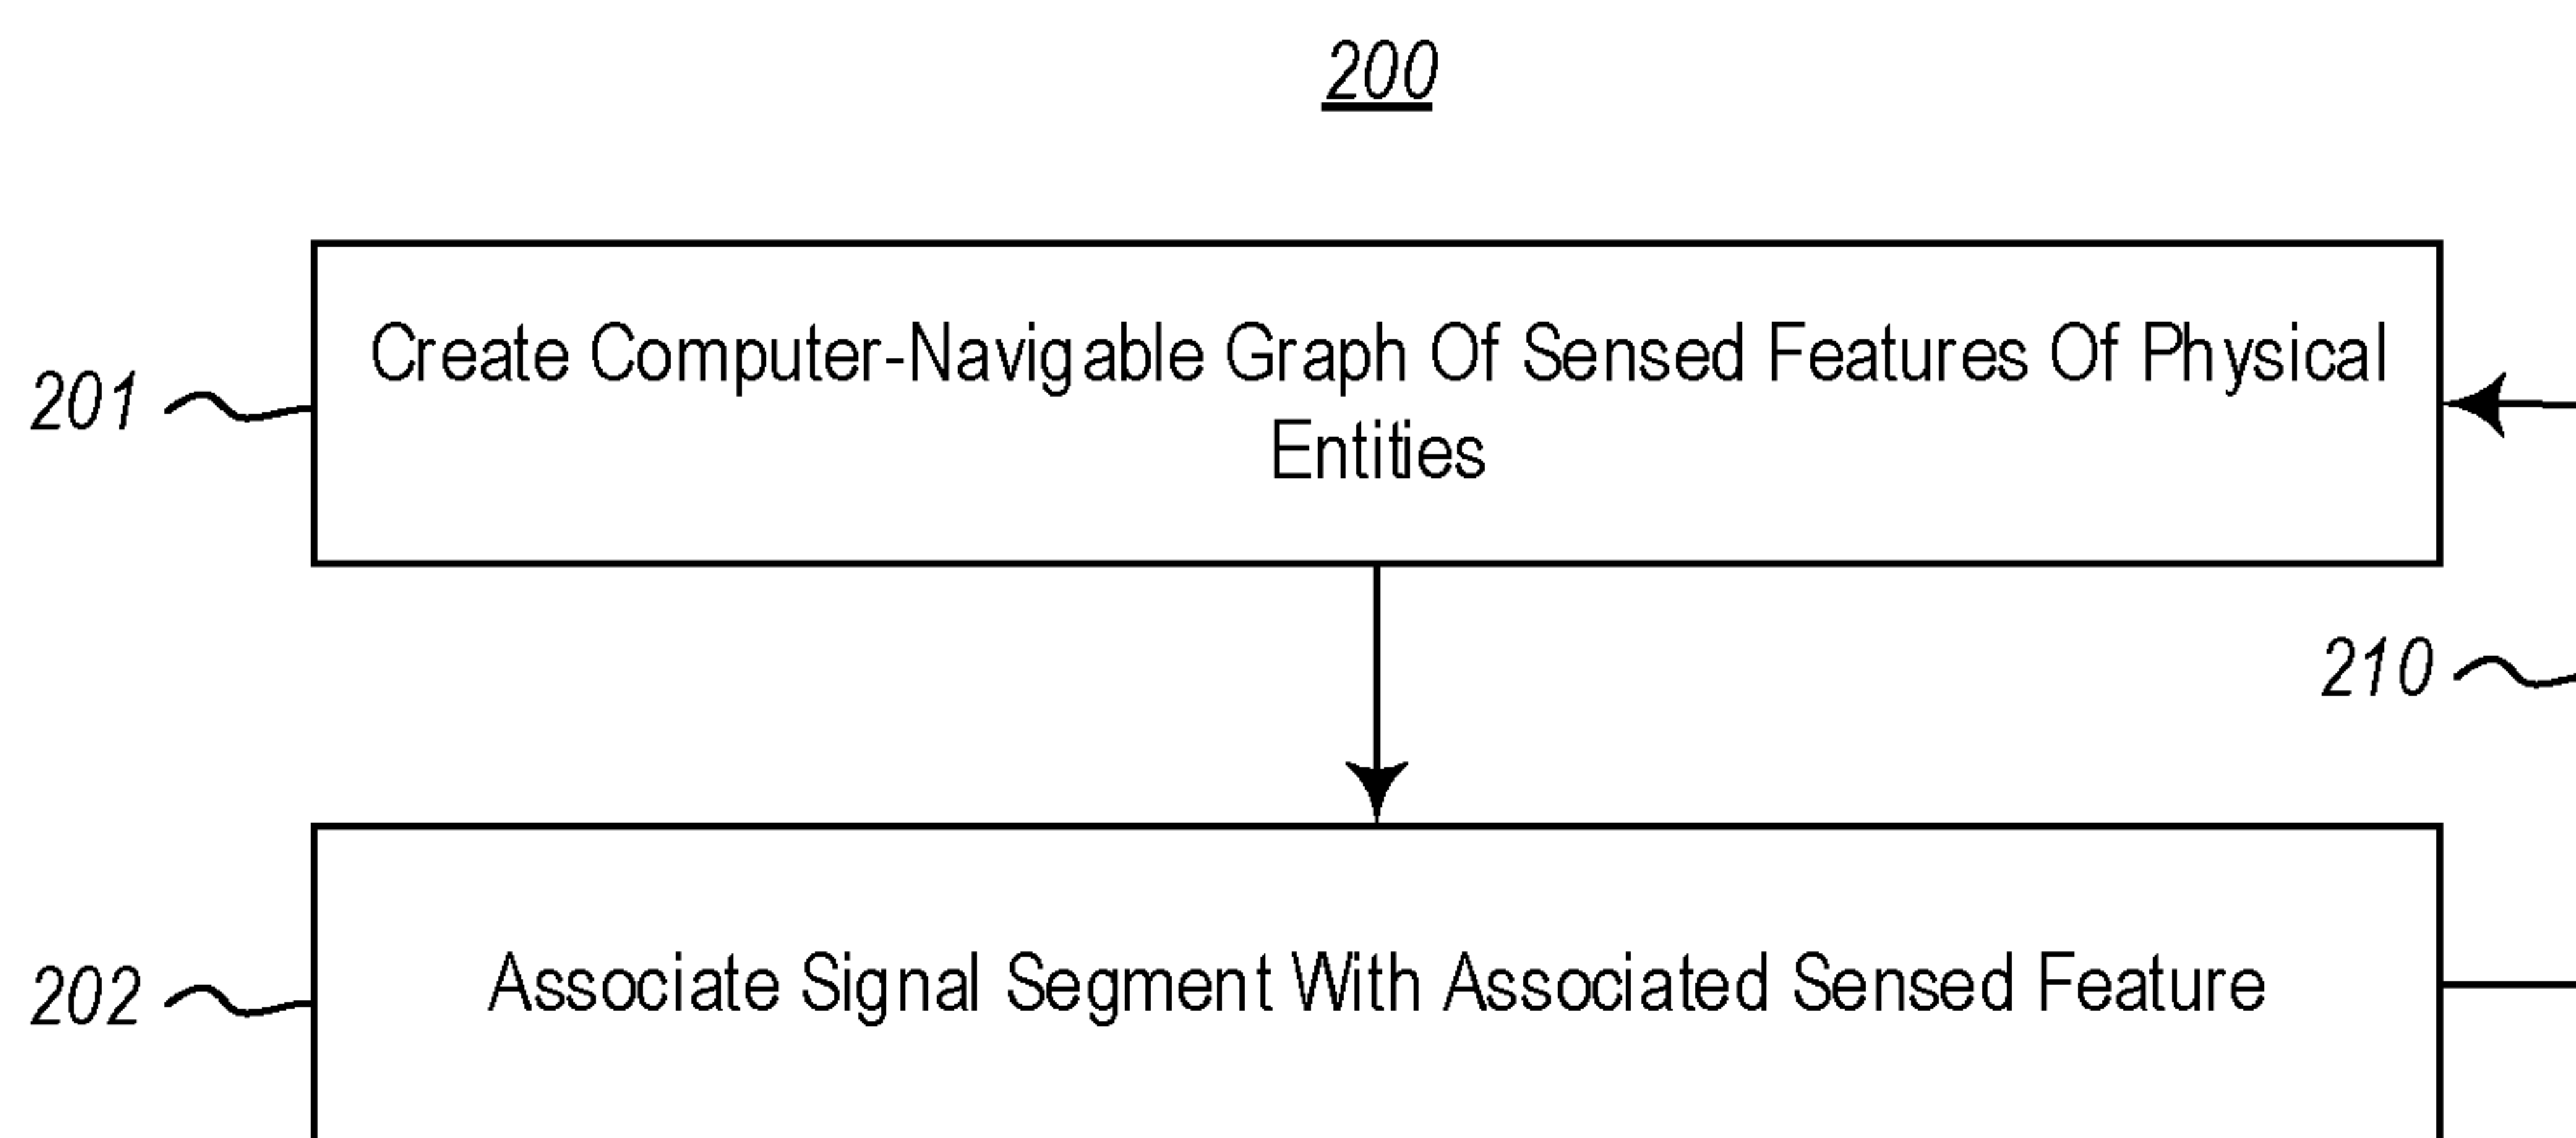 200
201
Create Computer-Navigable Graph Of Sensed Features Of Physical
Entities
210
202
Associate Signal Segment With Associated Sensed Feature